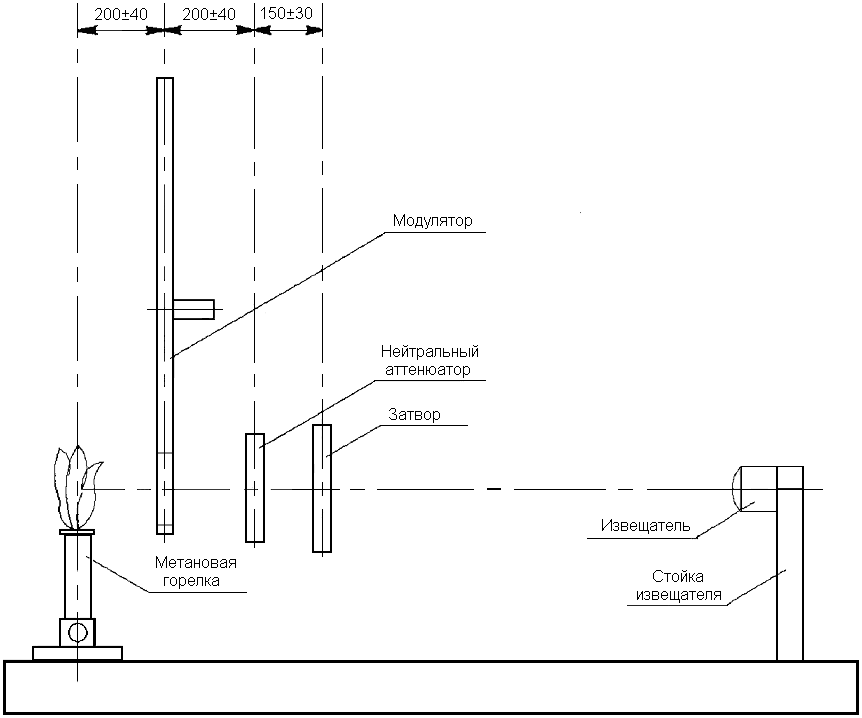 200±40 200±40 150±30
Модулятор
Нейтральный
аттенюатор
Затвор
Извещатель
Метановая
горелка
Стойка
извещателя